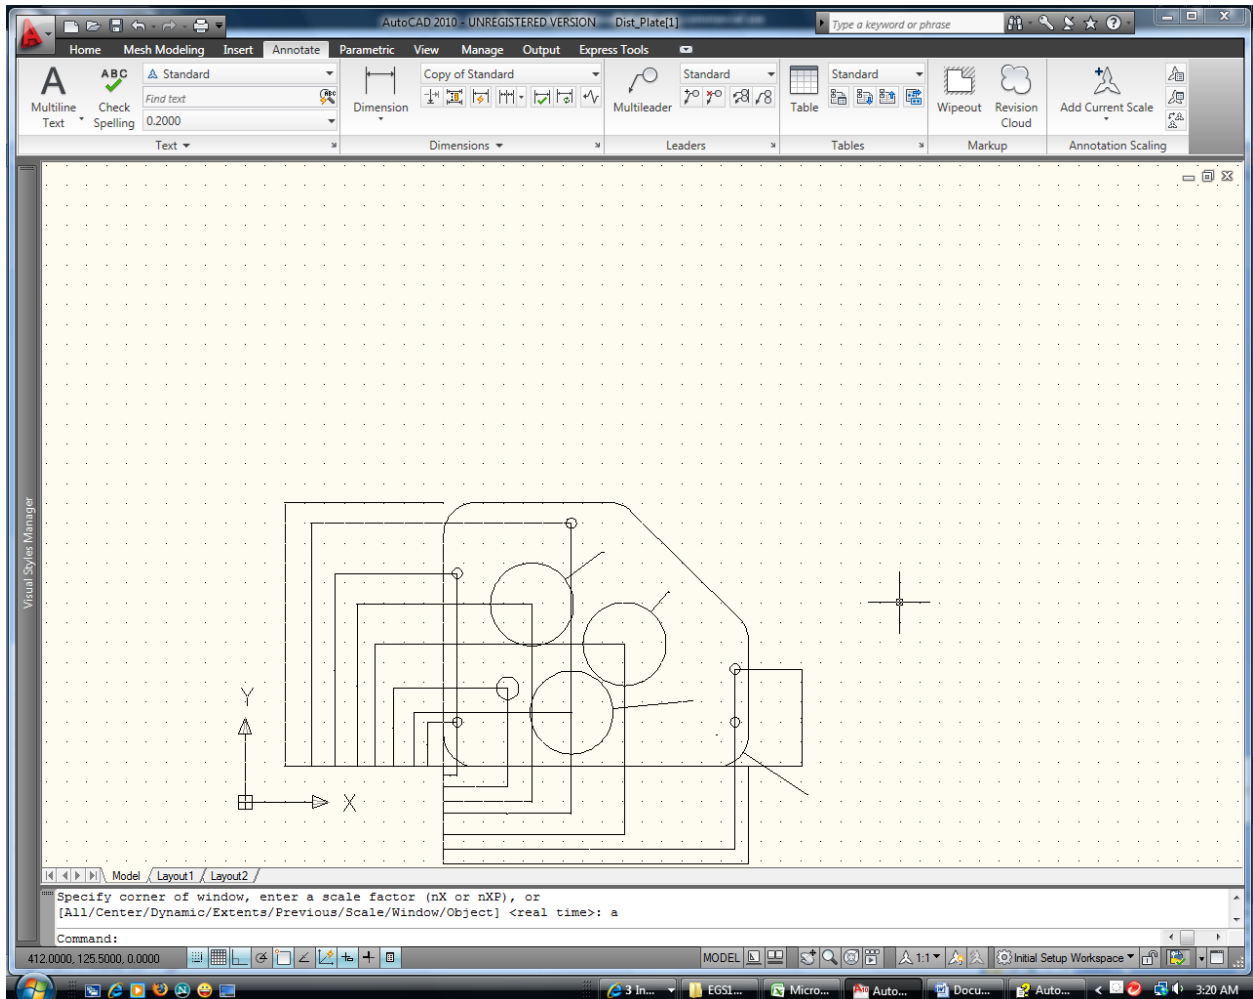 AutoCAD 2010 - UNREGISTERED VERSION Dist_Plate[1]
Type a keyword or phrase
Home Mesh Modeling Insert Annotate Parametric View Manage Output Express Tools
A ABC Standard Copy of Standard Standard Standard
Find text
Multiline Text
Check Spelling
0.2000
Dimension
Multileader
Table
Wipeout
Revision Cloud
Add Current Scale
Text Dimensions Leaders Tables Markup Annotation Scaling
Visual Styles Manager
Y
X
Model Layout1 Layout2
Specify corner of window, enter a scale factor (nX or nXP), or
[All/Center/Dynamic/Extents/Previous/Scale/Window/Object] <real time>: a
Command:
412.0000, 125.5000, 0.0000 MODEL 1:1 Initial Setup Workspace
3 In... EGS1... Micro... Auto... Docu... Auto... 3:20 AM